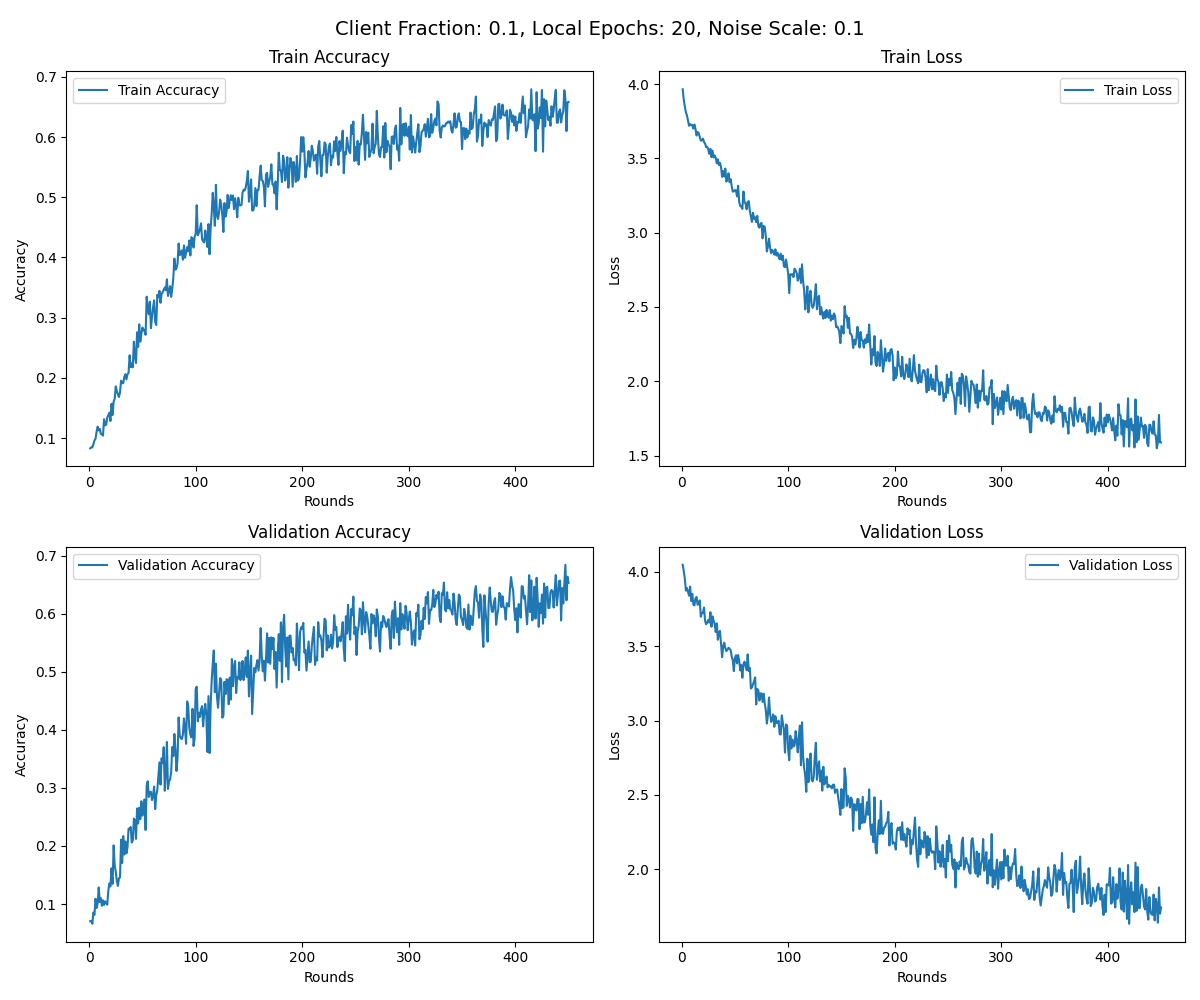 Client Fraction: 0.1, Local Epochs: 20, Noise Scale: 0.1
Train Accuracy
Train Accuracy
0.7
0.6
0.5
0.4
0.3
0.2
0.1
Accuracy
0
100
200
300
400
Rounds
Train Loss
Train Loss
4.0
3.5
3.0
2.5
2.0
1.5
Loss
0
100
200
300
400
Rounds
Validation Accuracy
Validation Accuracy
0.7
0.6
0.5
0.4
0.3
0.2
0.1
Accuracy
0
100
200
300
400
Rounds
Validation Loss
Validation Loss
4.0
3.5
3.0
2.5
2.0
Loss
0
100
200
300
400
Rounds